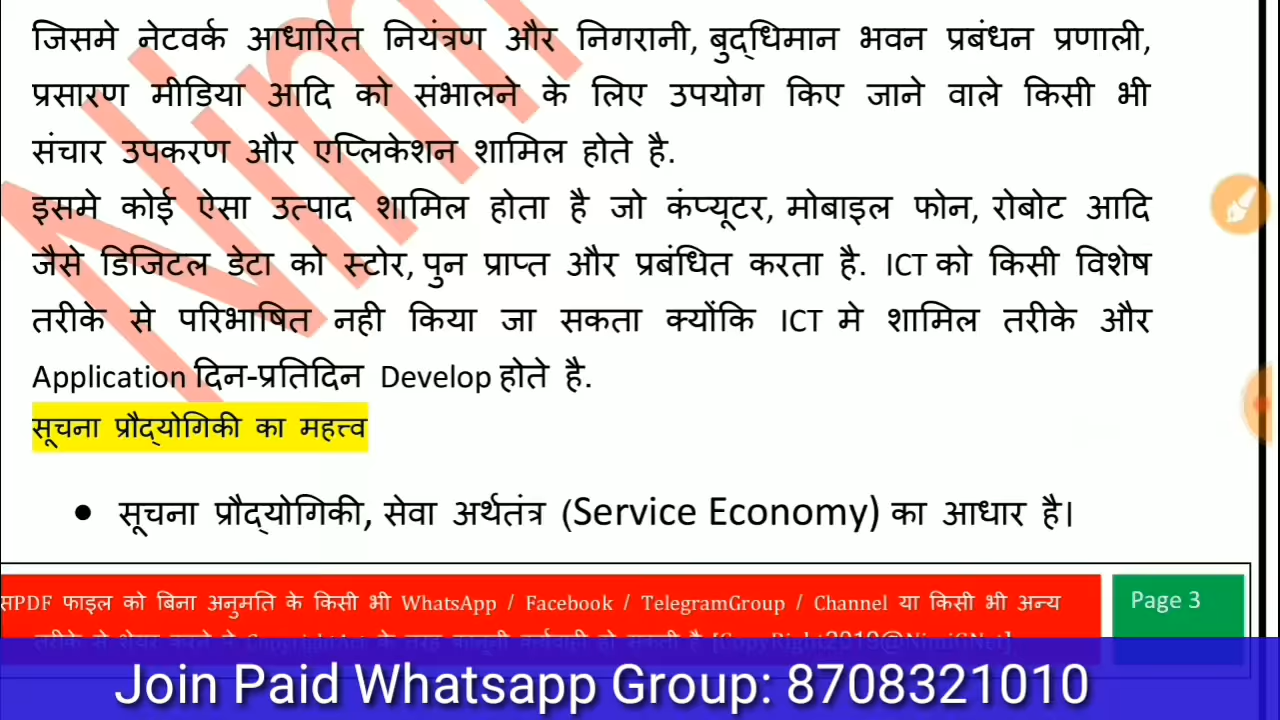 जिसमे नेटवर्क आधारित नियंत्रण और निगरानी, बुद्धिमान भवन प्रबंधन प्रणाली,
प्रसारण मीडिया आदि को संभालने के लिए उपयोग किए जाने वाले किसी भी
संचार उपकरण और एप्लिकेशन शामिल होते है.
इसमे कोई ऐसा उत्पाद शामिल होता है जो कंप्यूटर, मोबाइल फोन, रोबोट आदि
जैसे डिजिटल डेटा को स्टोर, पुन प्राप्त और प्रबंधित करता है. ICT को किसी विशेष
तरीके से परिभाषित नही किया जा सकता क्योंकि ICT मे शामिल तरीके और
Application दिन-प्रतिदिन Develop होते है.
सूचना प्रौद्योगिकी का महत्त्व
• सूचना प्रौद्योगिकी, सेवा अर्थतंत्र (Service Economy) का आधार है।
PDF फाइल को बिना अनुमति के किसी भी WhatsApp / Facebook / TelegramGroup / Channel या किसी भी अन्य
Page 3
Join Paid Whatsapp Group: 8708321010